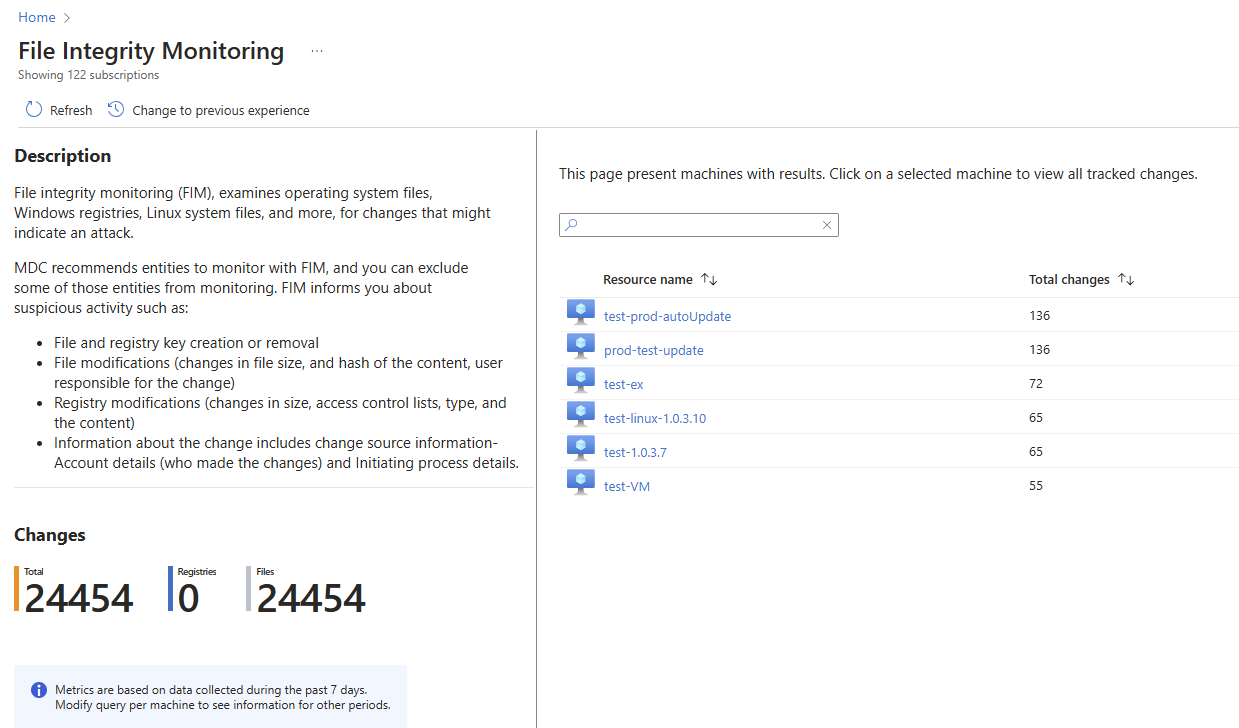 Home
File Integrity Monitoring ...
Showing 122 subscriptions
Refresh Change to previous experience
Description
File integrity monitoring (FIM), examines operating system files,
Windows registries, Linux system files, and more, for changes that might
indicate an attack.
MDC recommends entities to monitor with FIM, and you can exclude
some of those entities from monitoring. FIM informs you about
suspicious activity such as:
• File and registry key creation or removal
• File modifications (changes in file size, and hash of the content, user
responsible for the change)
• Registry modifications (changes in size, access control lists, type, and
the content)
• Information about the change includes change source information-
Account details (who made the changes) and Initiating process details.
Changes
Total Registries Files
24454 0 24454
Metrics are based on data collected during the past 7 days.
Modify query per machine to see information for other periods.
This page present machines with results. Click on a selected machine to view all tracked changes.
Resource name Total changes
test-prod-autoUpdate 136
prod-test-update 136
test-ex 72
test-linux-1.0.3.10 65
test-1.0.3.7 65
test-VM 55